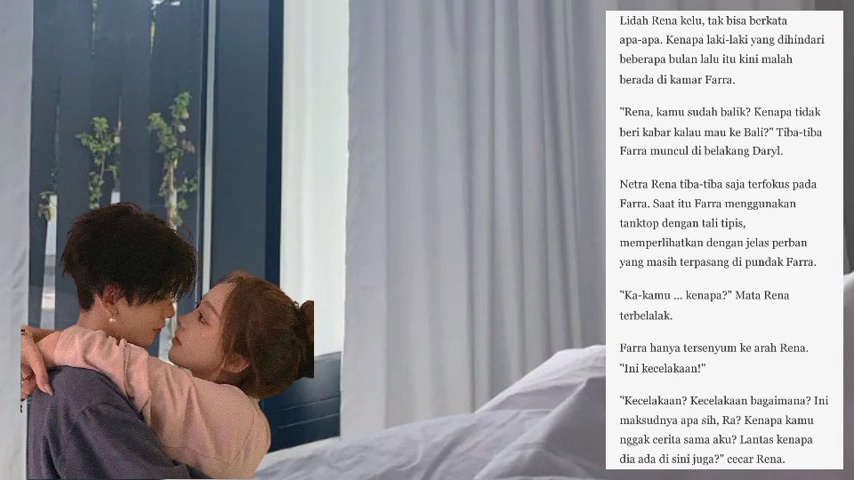 Lidah Rena kelu, tak bisa berkata
apa-apa. Kenapa laki-laki yang dihindari
beberapa bulan lalu itu kini malah
berada di kamar Farra.
"Rena, kamu sudah balik? Kenapa tidak
beri kabar kalau mau ke Bali?" Tiba-tiba
Farra muncul di belakang Daryl.
Netra Rena tiba-tiba saja terfokus pada
Farra. Saat itu Farra menggunakan
tanktop dengan tali tipis,
memperlihatkan dengan jelas perban
yang masih terpasang di pundak Farra.
"Ka-kamu ... kenapa?" Mata Rena
terbelalak.
Farra hanya tersenyum ke arah Rena.
"Ini kecelakaan!"
"Kecelakaan? Kecelakaan bagaimana? Ini
maksudnya apa sih, Ra? Kenapa kamu
nggak cerita sama aku? Lantas kenapa
dia ada di sini juga?" cecar Rena.